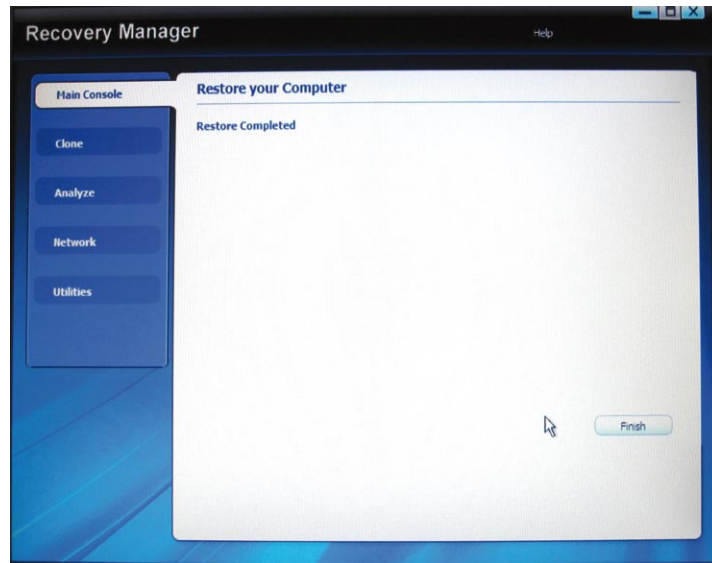 Recovery Manager
Help
Main Console
Clone
Analyze
Network
Utilities
Restore your Computer
Restore Completed
Finish